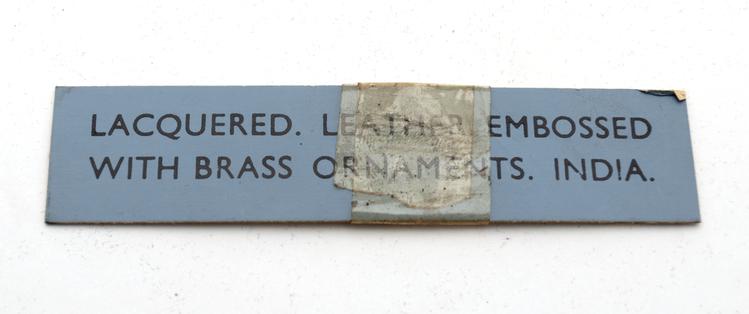 LACQUERED. LEATHER EMBOSSED
WITH BRASS ORNAMENTS. INDIA.